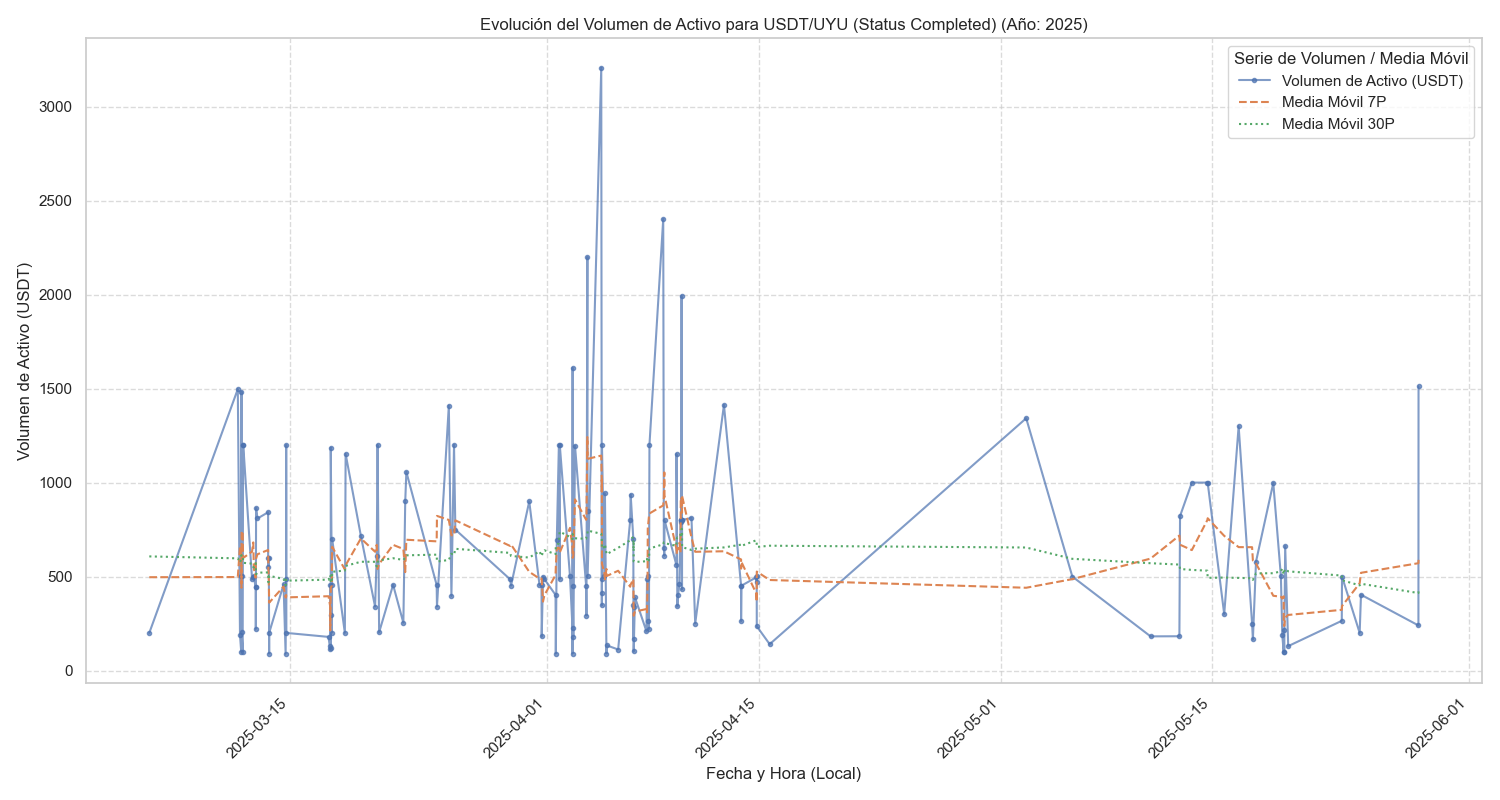 Evolución del Volumen de Activo para USDT/UYU (Status Completed) (Año: 2025)
Serie de Volumen / Media Móvil
Volumen de Activo (USDT)
Media Móvil 7P
Media Móvil 30P
Volumen de Activo (USDT)
3000
2500
2000
1500
1000
500
0
2025-03-15
2025-04-01
2025-04-15
2025-05-01
2025-05-15
2025-06-01
Fecha y Hora (Local)